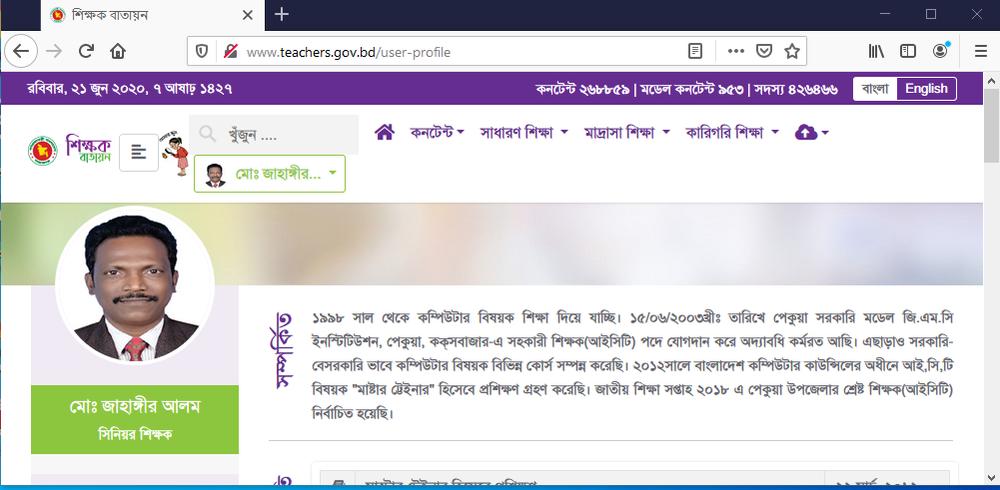 শিক্ষক বাতায়ন
www.teachers.gov.bd/user-profile
রবিবার, ২১ জুন ২০২০, ৭ আষাঢ় ১৪২৭
কনটেন্ট ২৬৮৮৫৯ | মডেল কনটেন্ট ৯৫৩ | সদস্য ৪২৬৪৬৬
বাংলা English
শিক্ষক
বাতায়ন
খুঁজুন ....
কনটেন্ট সাধারণ শিক্ষা মাদ্রাসা শিক্ষা কারিগরি শিক্ষা
মোঃ জাহাঙ্গীর...
সম্পর্কিত
১৯৯৮ সাল থেকে কম্পিউটার বিষয়ক শিক্ষা দিয়ে যাচ্ছি। ১৫/০৬/২০০৩খ্রীঃ তারিখে পেকুয়া সরকারি মডেল জি.এম.সি
ইনস্টিটিউশন, পেকুয়া, কক্সবাজার-এ সহকারী শিক্ষক(আইসিটি) পদে যোগদান করে অদ্যাবধি কর্মরত আছি। এছাড়াও সরকারি-
বেসরকারি ভাবে কম্পিউটার বিষয়ক বিভিন্ন কোর্স সম্পন্ন করেছি। ২০১২সালে বাংলাদেশ কম্পিউটার কাউন্সিলের অধীনে আই,সি,টি
বিষয়ক "মাষ্টার ট্রেইনার" হিসেবে প্রশিক্ষণ গ্রহণ করেছি। জাতীয় শিক্ষা সপ্তাহ ২০১৮ এ পেকুয়া উপজেলার শ্রেষ্ট শিক্ষক(আইসিটি)
নির্বাচিত হয়েছি।
মোঃ জাহাঙ্গীর আলম
সিনিয়র শিক্ষক